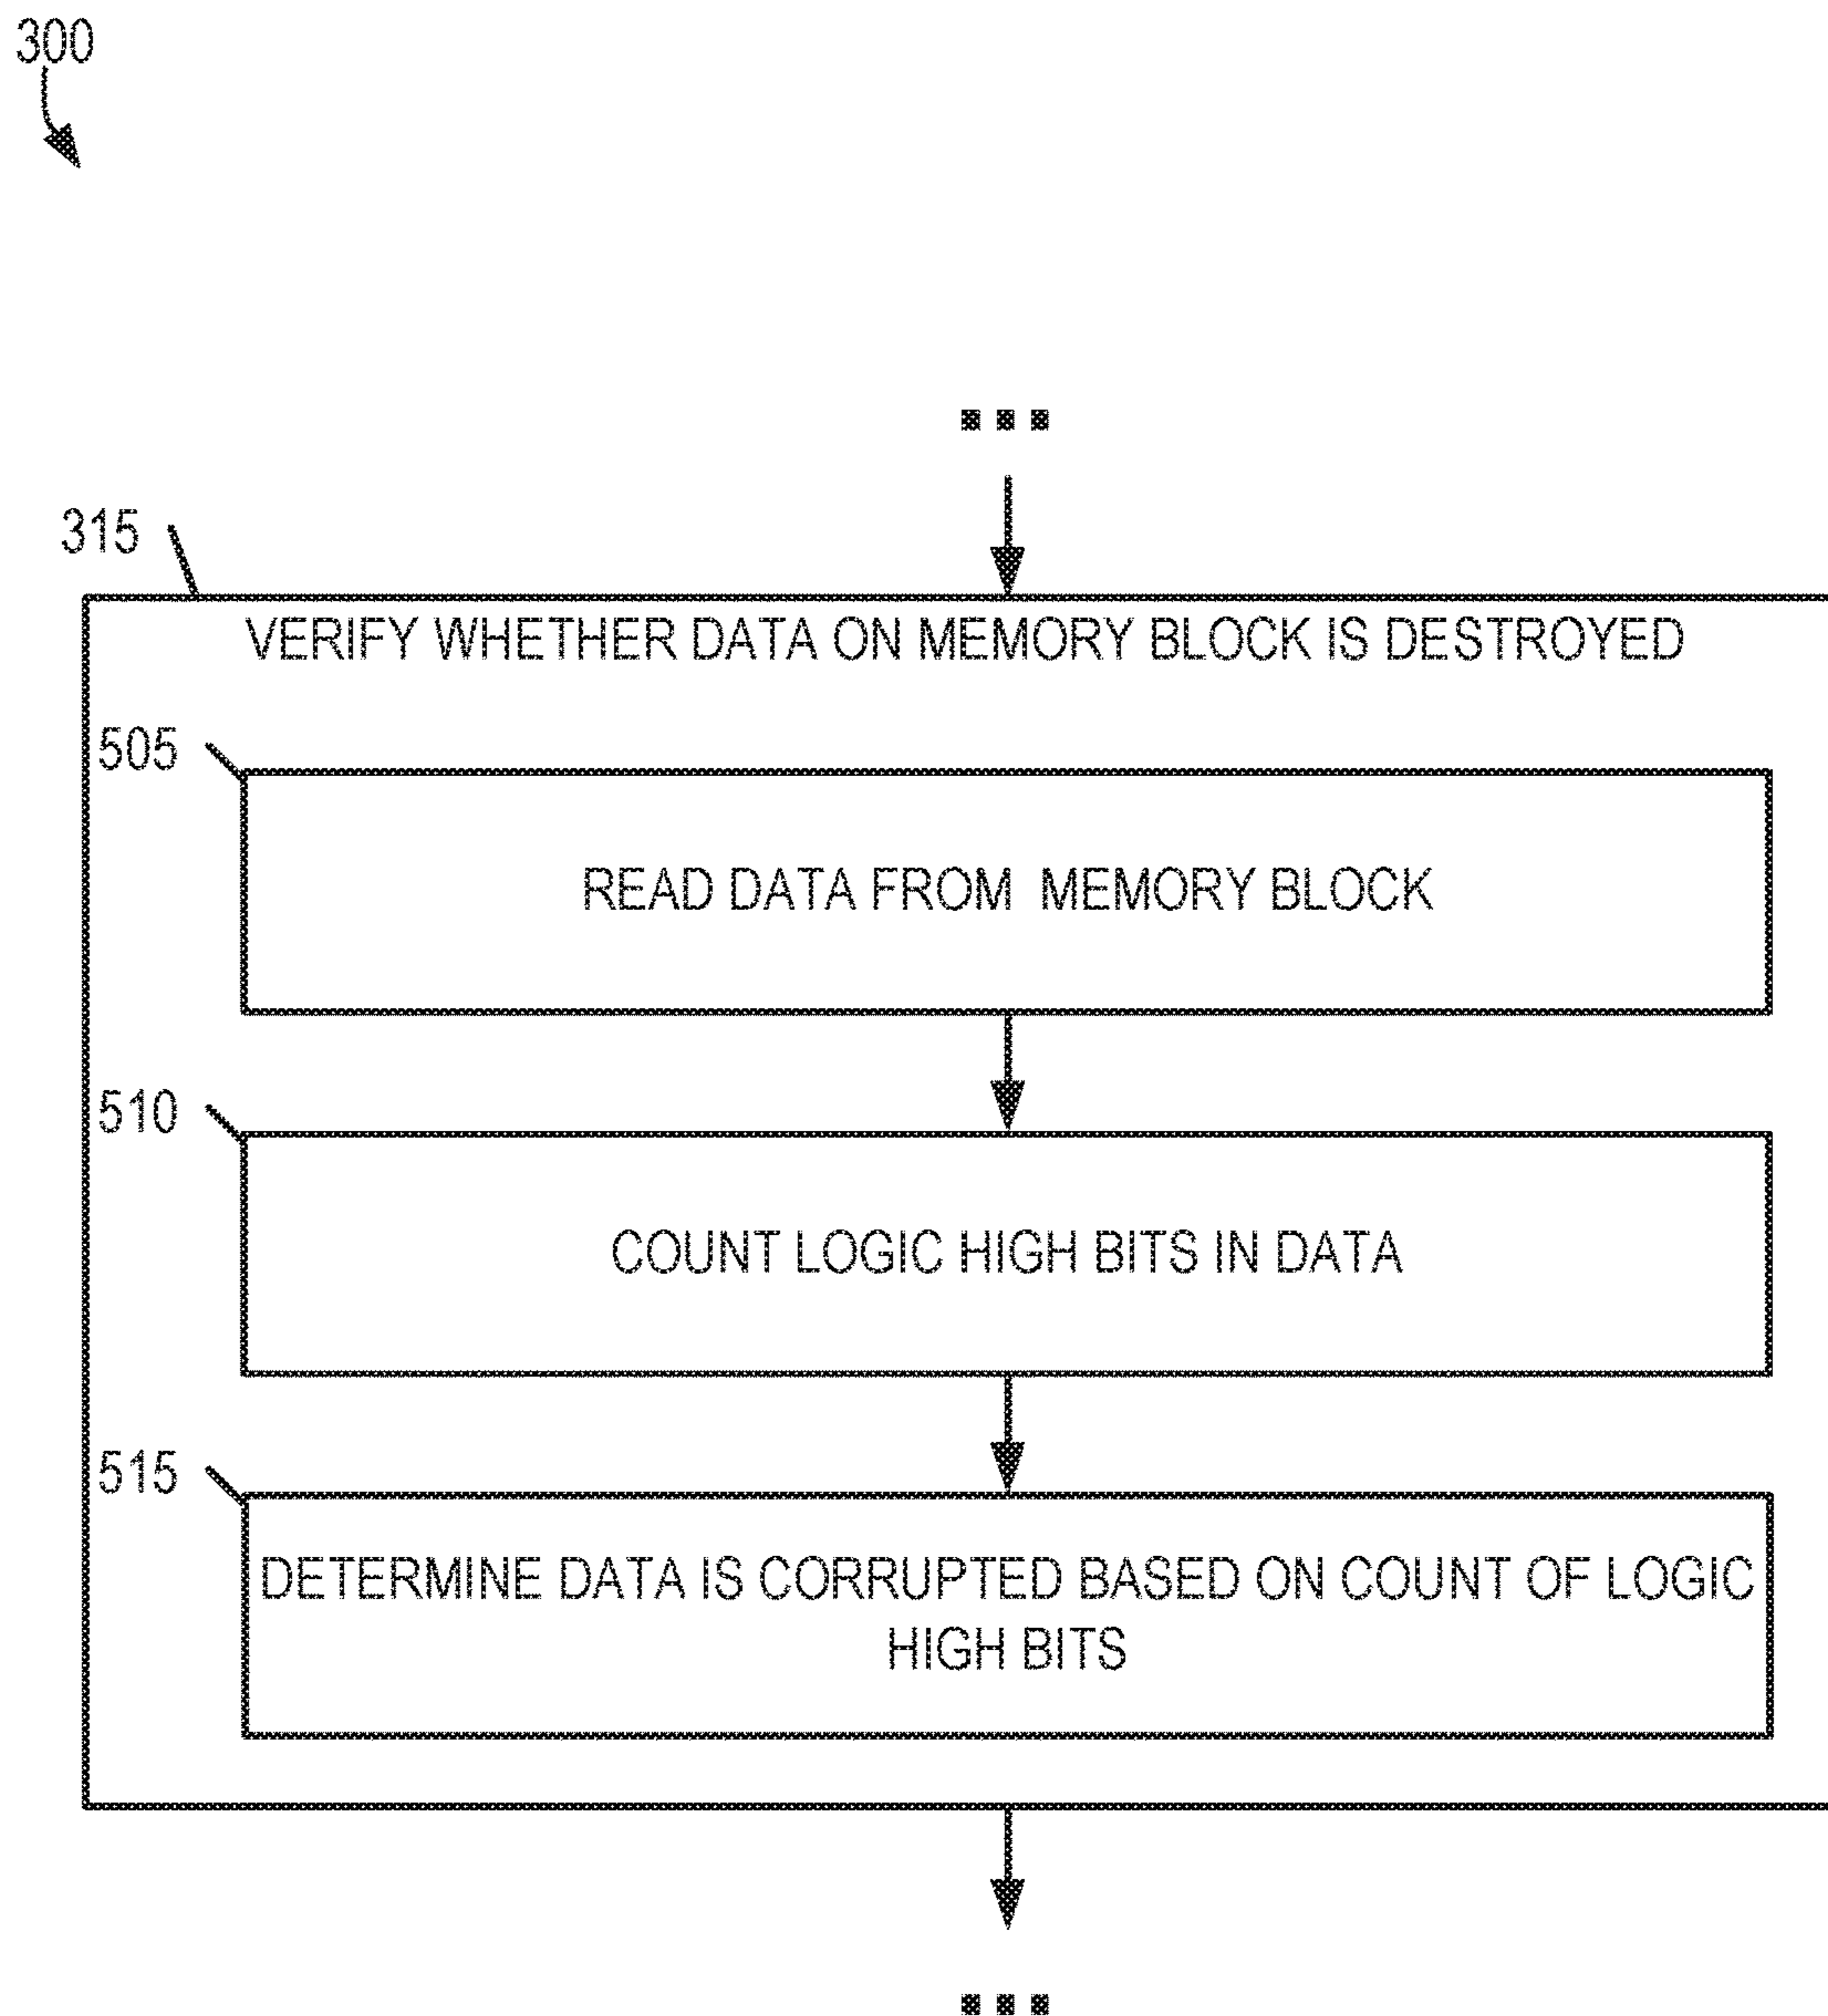 300
315
VERIFY WHETHER DATA ON MEMORY BLOCK IS DESTROYED
505
READ DATA FROM MEMORY BLOCK
510
COUNT LOGIC HIGH BITS IN DATA
515
DETERMINE DATA IS CORRUPTED BASED ON COUNT OF LOGIC
HIGH BITS